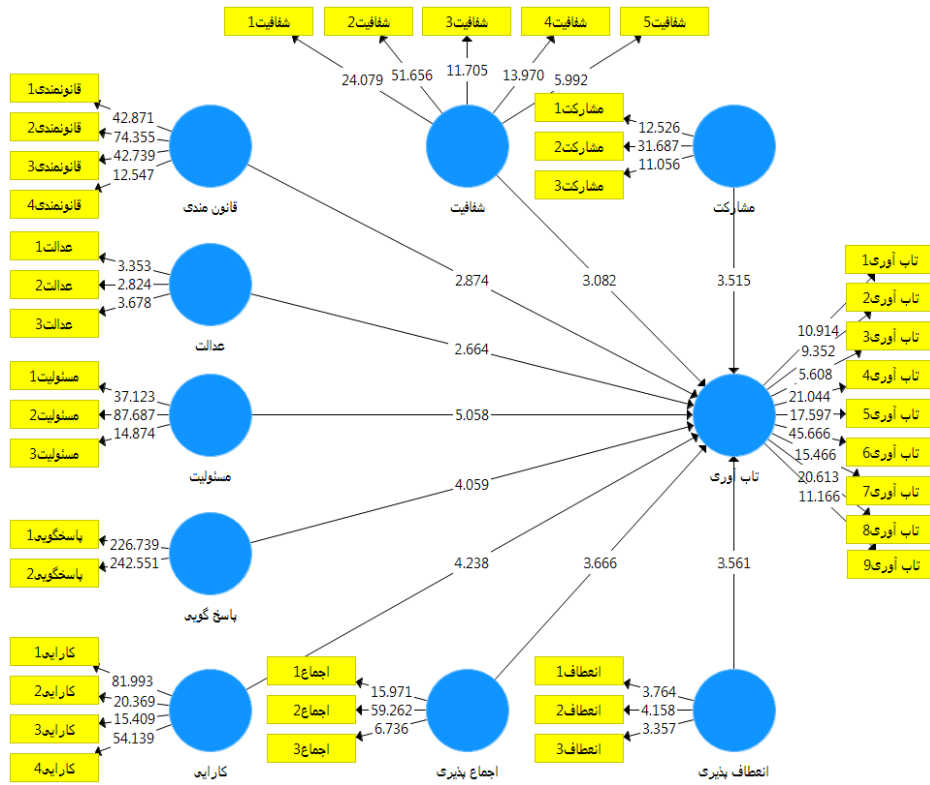 شفافیت1
شفافیت2
شفافیت3
شفافیت4
شفافیت5
24.079
51.656
11.705
13.970
5.992
قانونمندی1
قانونمندی2
قانونمندی3
قانونمندی4
42.871
74.355
42.739
12.547
قانون مندی
شفافیت
مشارکت1
مشارکت2
مشارکت3
12.526
31.687
11.056
مشارکت
عدالت1
عدالت2
عدالت3
3.353
2.824
3.678
عدالت
2.874
3.082
3.515
2.664
مسئولیت1
مسئولیت2
مسئولیت3
37.123
87.687
14.874
مسئولیت
5.058
تاب آوری
تاب آوری1
تاب آوری2
تاب آوری3
تاب آوری4
تاب آوری5
تاب آوری6
تاب آوری7
تاب آوری8
تاب آوری9
10.914
9.352
5.608
21.044
17.597
45.666
15.466
20.613
11.166
پاسخگویی1
پاسخگویی2
226.739
242.551
پاسخ گویی
4.059
4.238
3.666
3.561
کارایی1
کارایی2
کارایی3
کارایی4
81.993
20.369
15.409
54.139
کارایی
اجماع1
اجماع2
اجماع3
15.971
59.262
6.736
اجماع پذیری
انعطاف1
انعطاف2
انعطاف3
3.764
4.158
3.357
انعطاف پذیری